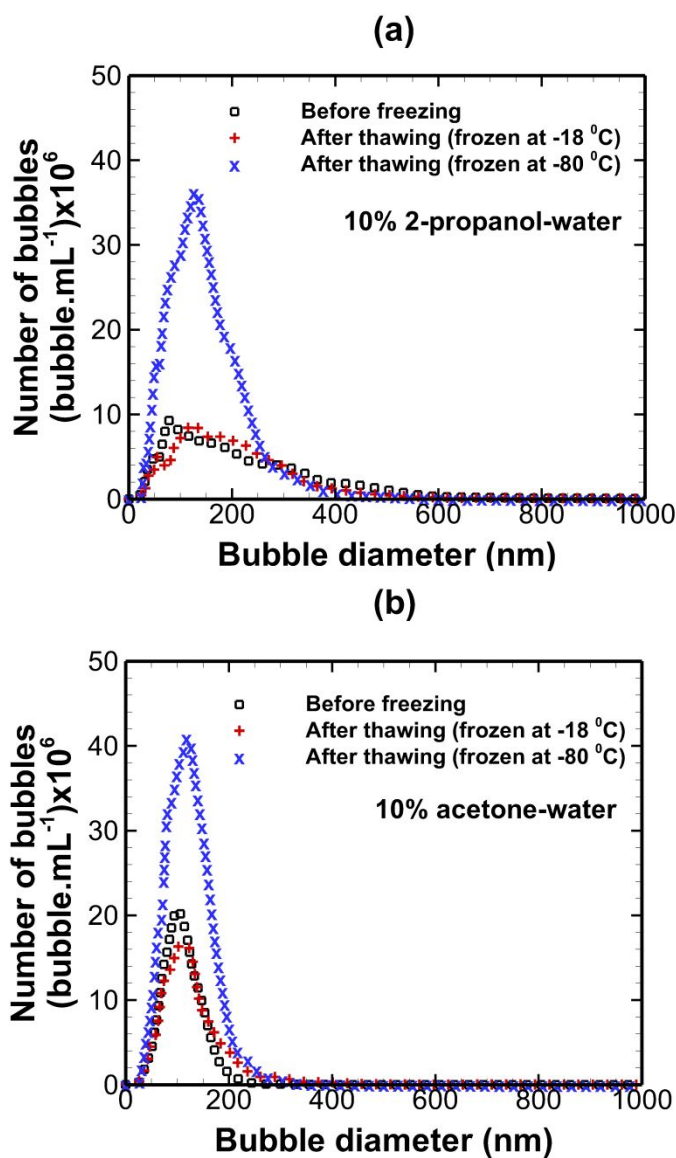 (a)
50
40
30
20
10
0
Number of bubbles
(bubble.mL⁻¹)x10⁶
Before freezing
After thawing (frozen at -18 ⁰C)
After thawing (frozen at -80 ⁰C)
10% 2-propanol-water
0 200 400 600 800 1000
Bubble diameter (nm)
(b)
50
40
30
20
10
0
Number of bubbles
(bubble.mL⁻¹)x10⁶
Before freezing
After thawing (frozen at -18 ⁰C)
After thawing (frozen at -80 ⁰C)
10% acetone-water
0 200 400 600 800 1000
Bubble diameter (nm)